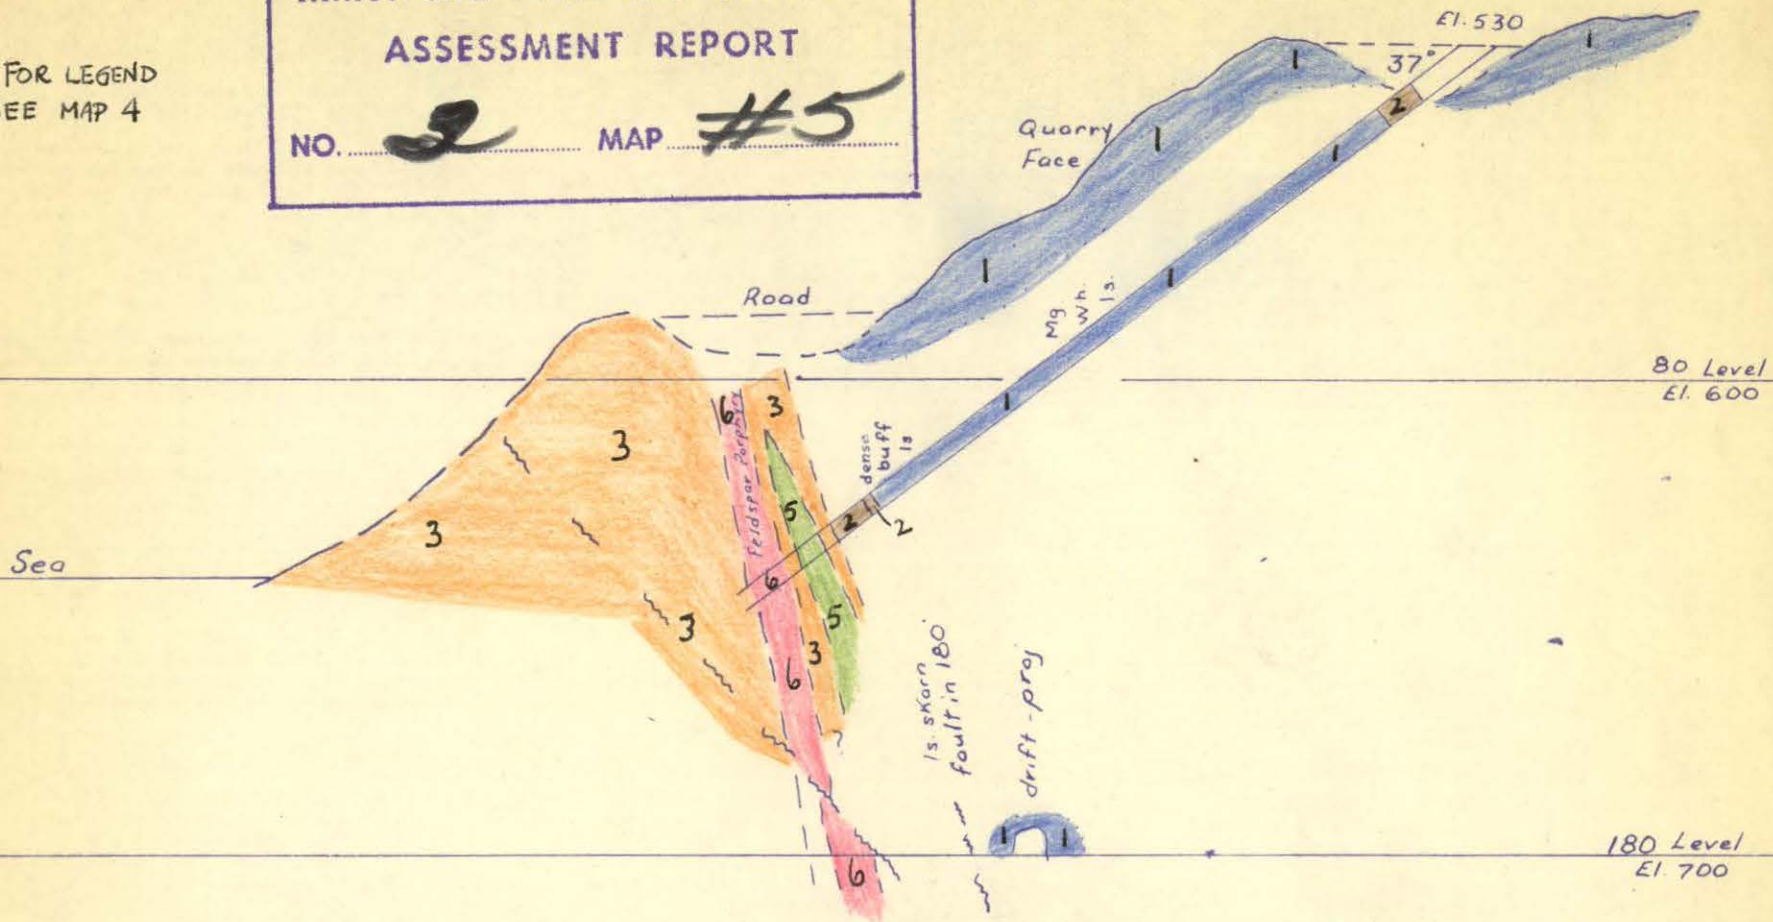 FOR LEGEND
EE MAP 4
ASSESSMENT REPORT
NO. 2 MAP #5
El. 530
37°
1
1
2
1
1
Quarry
Face
1
1
1
Mg
Wh.
ls.
Road
80 Level
El. 600
1
6
3
3
Feldspar Porphyry
dense
buff
ls
5
2
2
3
Sea
6
5
3
3
6
ls. skarn
fault in 180'
drift-proj
?
1 1
180 Level
El. 700
6